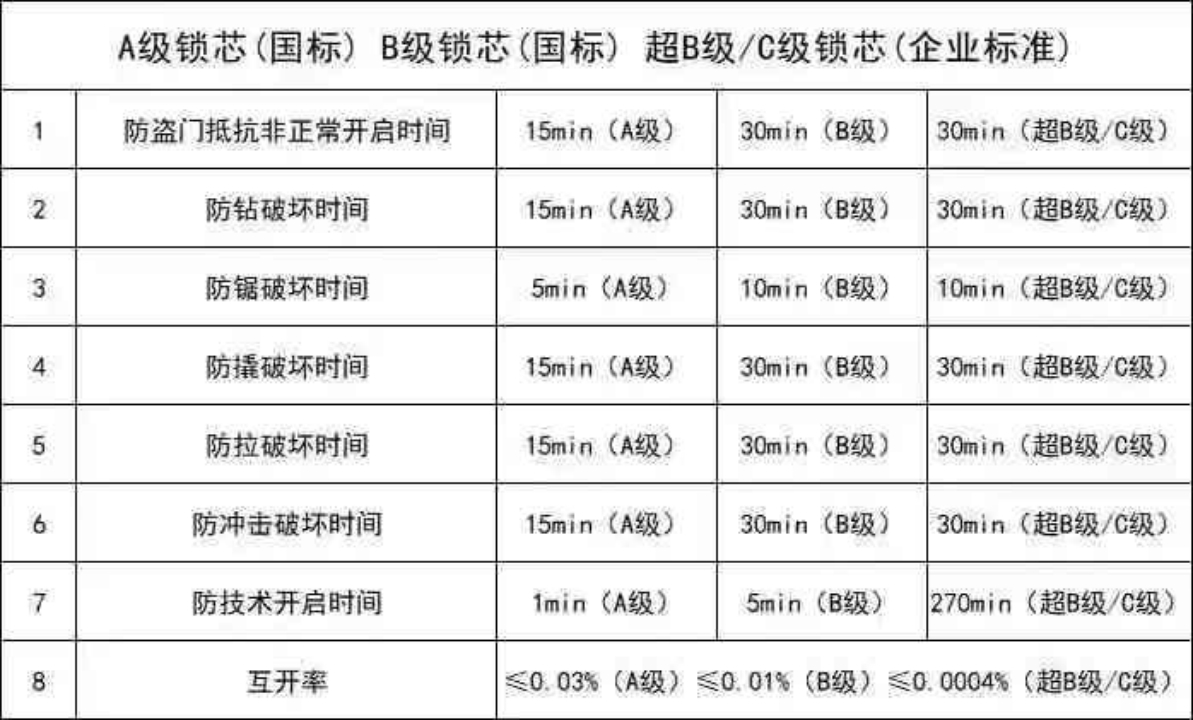 A级锁芯(国标) B级锁芯(国标) 超B级/C级锁芯(企业标准)
1 防盗门抵抗非正常开启时间 15min（A级） 30min（B级） 30min（超B级/C级）
2 防钻破坏时间 15min（A级） 30min（B级） 30min（超B级/C级）
3 防锯破坏时间 5min（A级） 10min（B级） 10min（超B级/C级）
4 防撬破坏时间 15min（A级） 30min（B级） 30min（超B级/C级）
5 防拉破坏时间 15min（A级） 30min（B级） 30min（超B级/C级）
6 防冲击破坏时间 15min（A级） 30min（B级） 30min（超B级/C级）
7 防技术开启时间 1min（A级） 5min（B级） 270min（超B级/C级）
8 互开率 ≤0.03%（A级）≤0.01%（B级）≤0.0004%（超B级/C级）